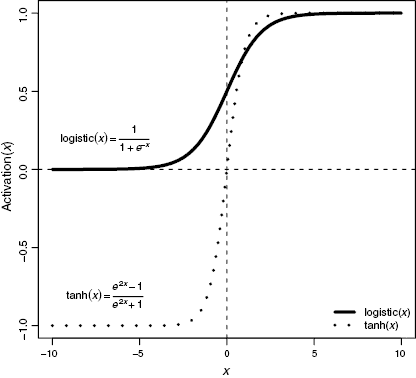 1.0
0.5
0.0
−0.5
−1.0
Activation(x)
logistic(x) = 1 / (1 + e^−x)
tanh(x) = (e^2x − 1) / (e^2x + 1)
logistic(x)
tanh(x)
−10 −5 0 5 10
x